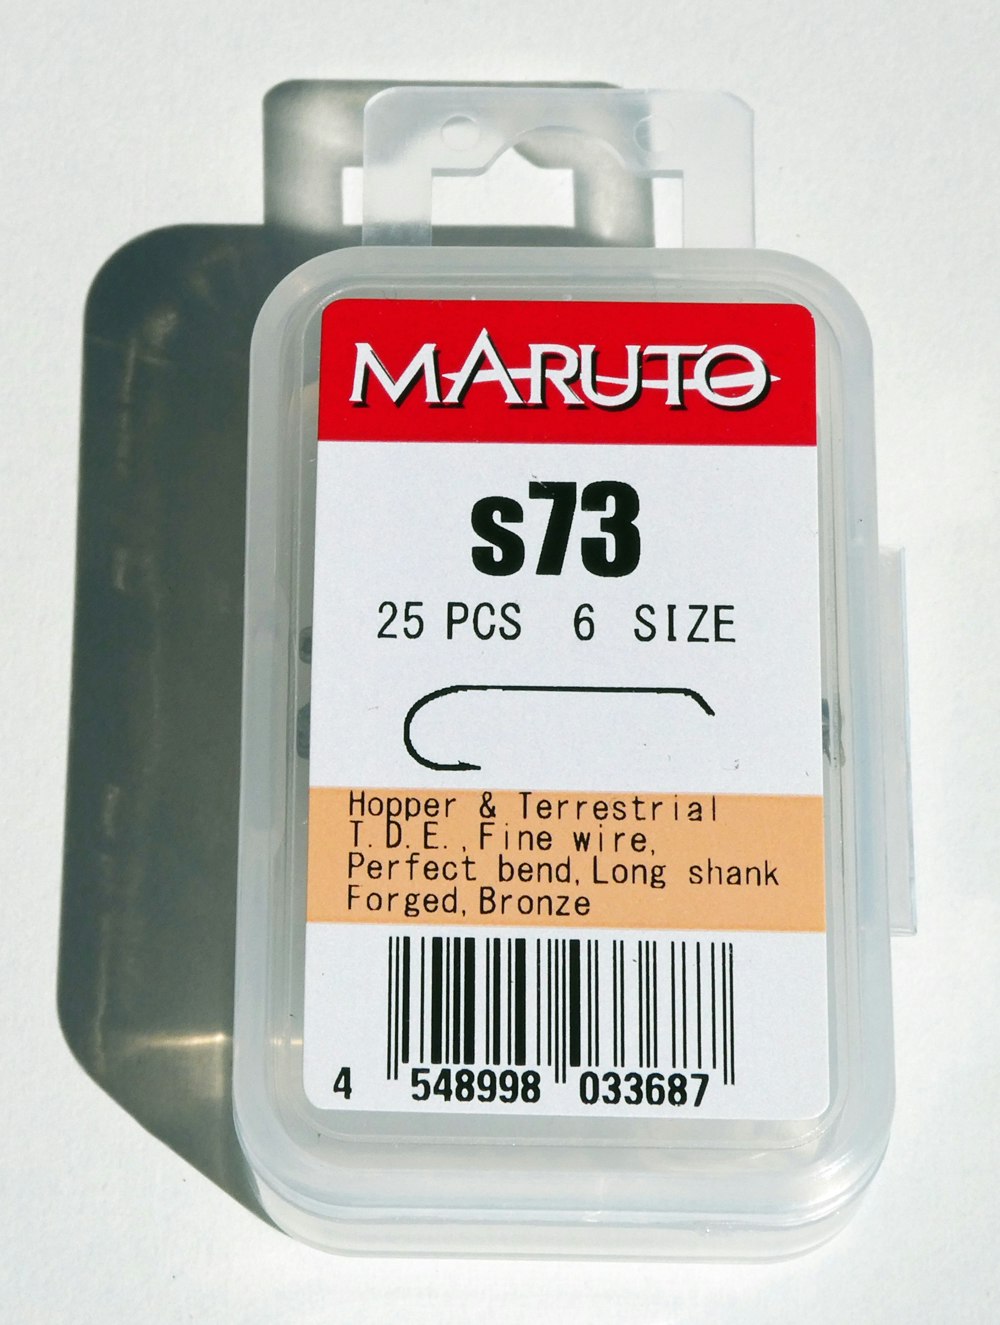 MARUTO
s73
25 PCS 6 SIZE
Hopper & Terrestrial
T.D.E., Fine wire,
Perfect bend, Long shank
Forged, Bronze
4 548998 033687